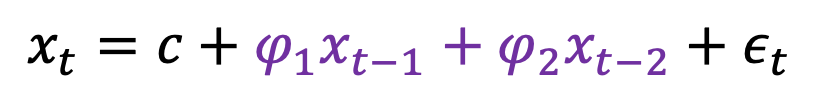 xₜ = c + φ₁xₜ₋₁ + φ₂xₜ₋₂ + ϵₜ